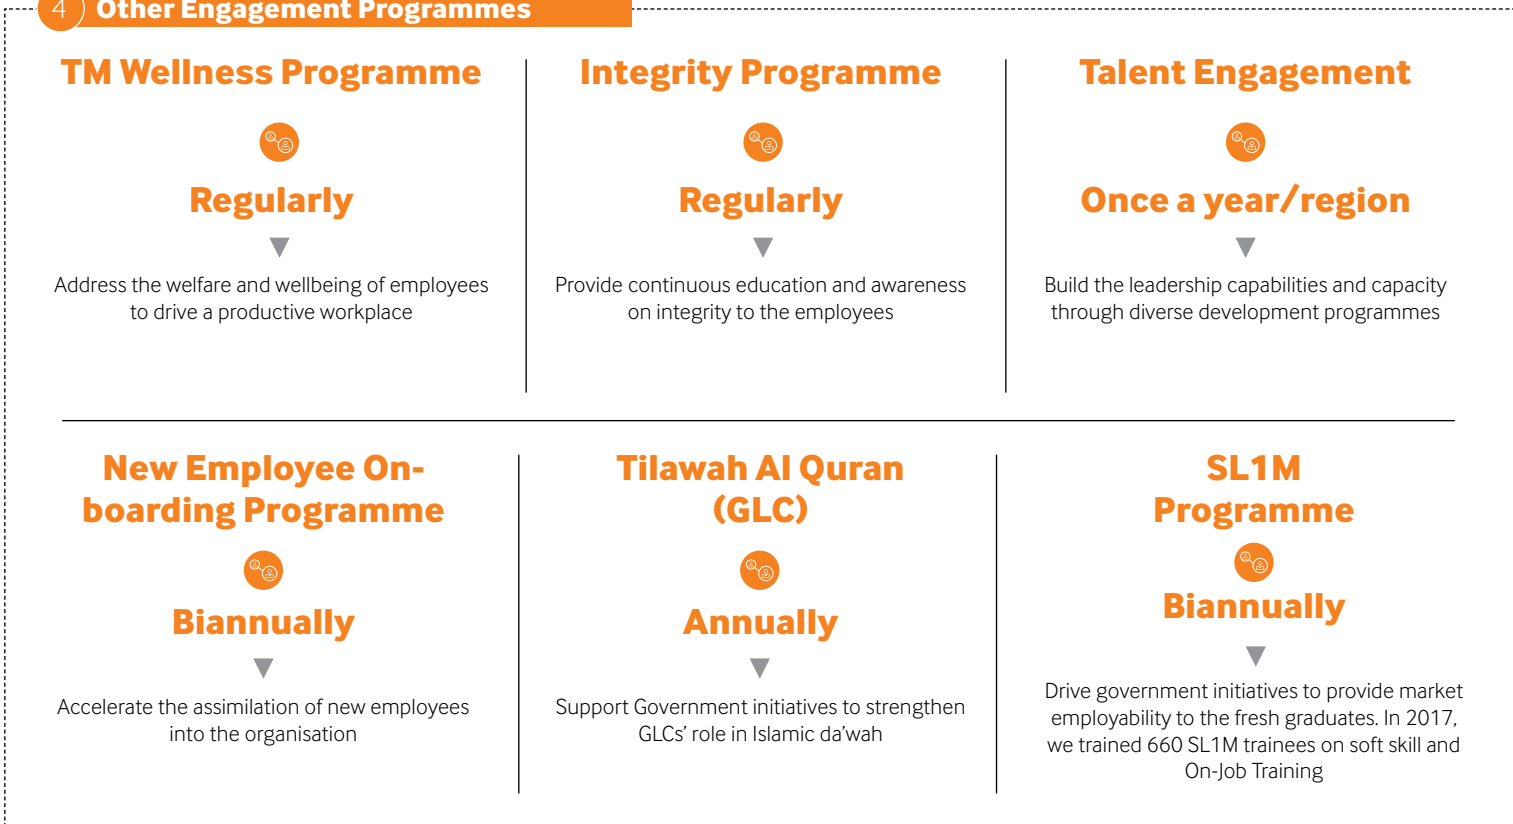 4 Other Engagement Programmes
TM Wellness Programme
Regularly
Address the welfare and wellbeing of employees
to drive a productive workplace
Integrity Programme
Regularly
Provide continuous education and awareness
on integrity to the employees
Talent Engagement
Once a year/region
Build the leadership capabilities and capacity
through diverse development programmes
New Employee On-
boarding Programme
Biannually
Accelerate the assimilation of new employees
into the organisation
Tilawah Al Quran
(GLC)
Annually
Support Government initiatives to strengthen
GLCs’ role in Islamic da’wah
SL1M
Programme
Biannually
Drive government initiatives to provide market
employability to the fresh graduates. In 2017,
we trained 660 SL1M trainees on soft skill and
On-Job Training